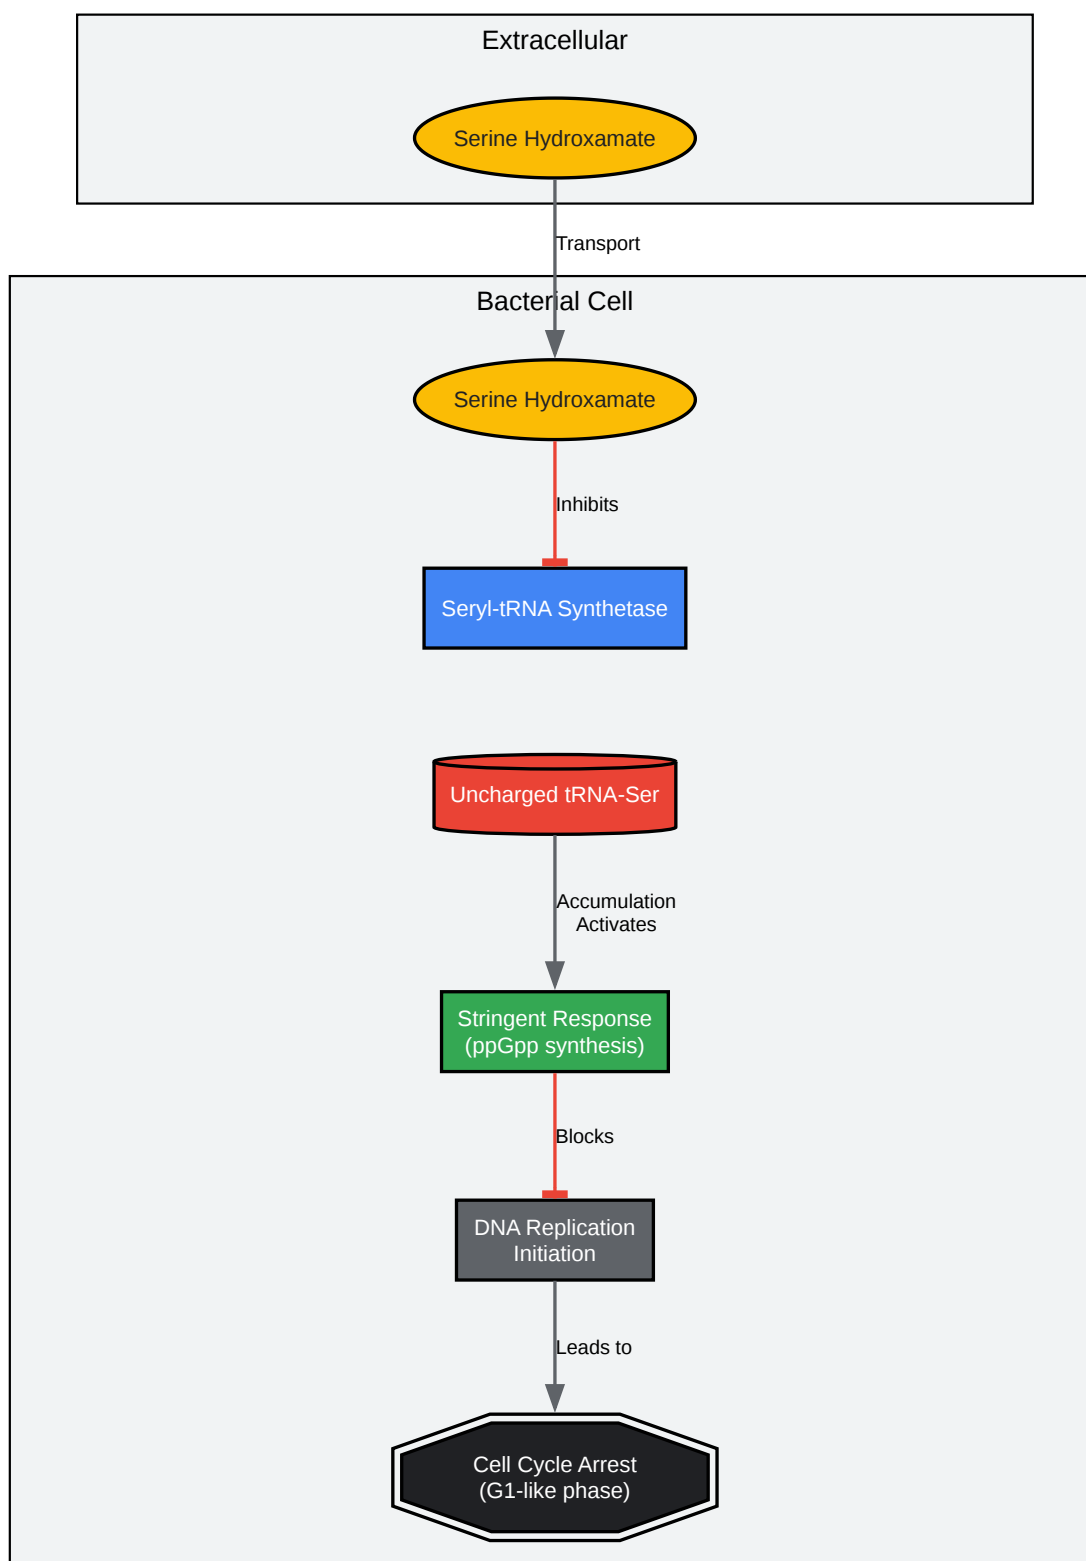 Extracellular
Serine Hydroxamate
Transport
Bacterial Cell
Serine Hydroxamate
Inhibits
Seryl-tRNA Synthetase
Uncharged tRNA-Ser
Accumulation
Activates
Stringent Response
(ppGpp synthesis)
Blocks
DNA Replication
Initiation
Leads to
Cell Cycle Arrest
(G1-like phase)